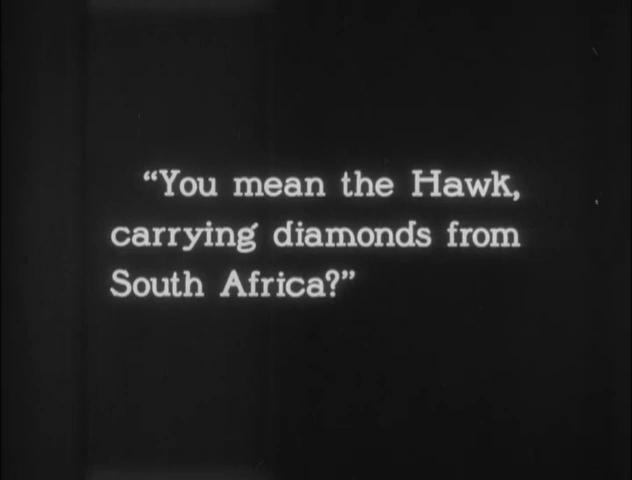 “You mean the Hawk,
carrying diamonds from
South Africa?”